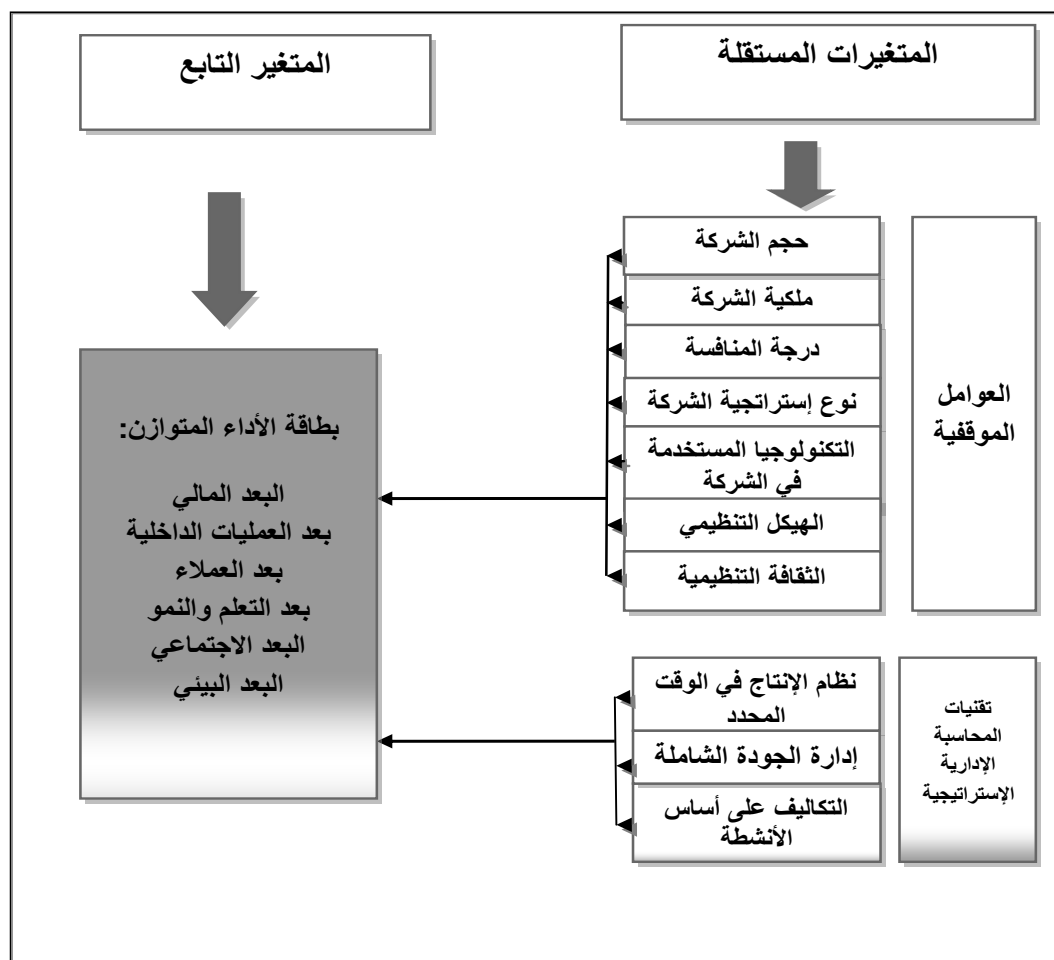 المتغيرات المستقلة
المتغير التابع
العوامل
الموقفية
حجم الشركة
ملكية الشركة
درجة المنافسة
نوع إستراتجية الشركة
التكنولوجيا المستخدمة
في الشركة
الهيكل التنظيمي
الثقافة التنظيمية
تقنيات
المحاسبة
الإدارية
الإستراتيجية
نظام الإنتاج في الوقت
المحدد
إدارة الجودة الشاملة
التكاليف على أساس
الأنشطة
بطاقة الأداء المتوازن:
البعد المالي
بعد العمليات الداخلية
بعد العملاء
بعد التعلم والنمو
البعد الاجتماعي
البعد البيئي